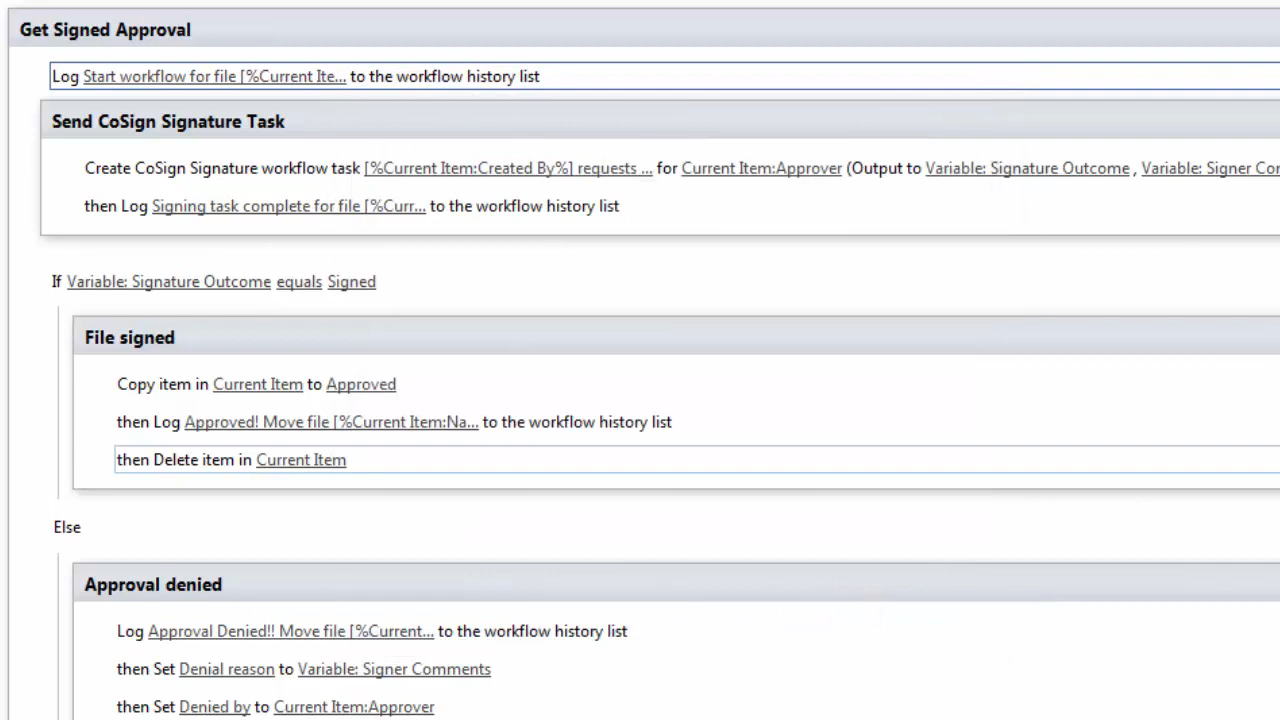 Get Signed Approval
Log Start workflow for file [%Current Ite... to the workflow history list
Send CoSign Signature Task
Create CoSign Signature workflow task [%Current Item:Created By%] requests ... for Current Item:Approver (Output to Variable: Signature Outcome , Variable: Signer Cor
then Log Signing task complete for file [%Curr... to the workflow history list
If Variable: Signature Outcome equals Signed
File signed
Copy item in Current Item to Approved
then Log Approved! Move file [%Current Item:Na... to the workflow history list
then Delete item in Current Item
Else
Approval denied
Log Approval Denied!! Move file [%Current... to the workflow history list
then Set Denial reason to Variable: Signer Comments
then Set Denied by to Current Item:Approver